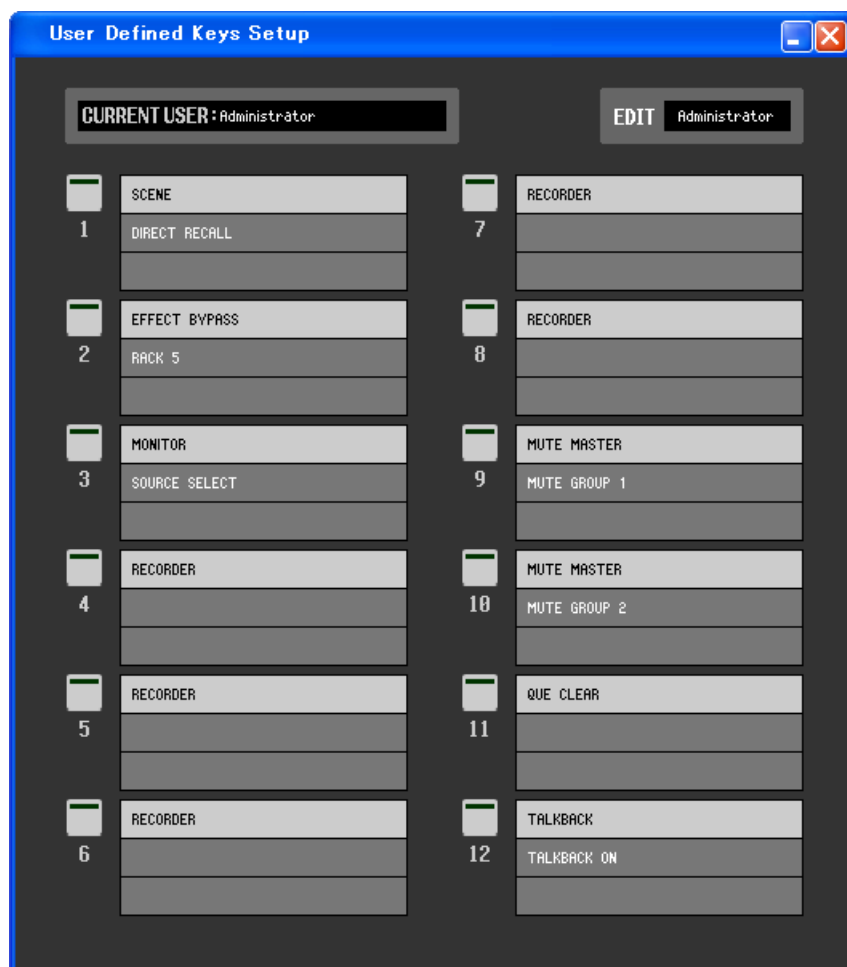 User Defined Keys Setup
CURRENT USER : Administrator
EDIT Administrator
1
SCENE
DIRECT RECALL
2
EFFECT BYPASS
RACK 5
3
MONITOR
SOURCE SELECT
4
RECORDER
5
RECORDER
6
RECORDER
7
RECORDER
8
RECORDER
9
MUTE MASTER
MUTE GROUP 1
10
MUTE MASTER
MUTE GROUP 2
11
QUE CLEAR
12
TALKBACK
TALKBACK ON